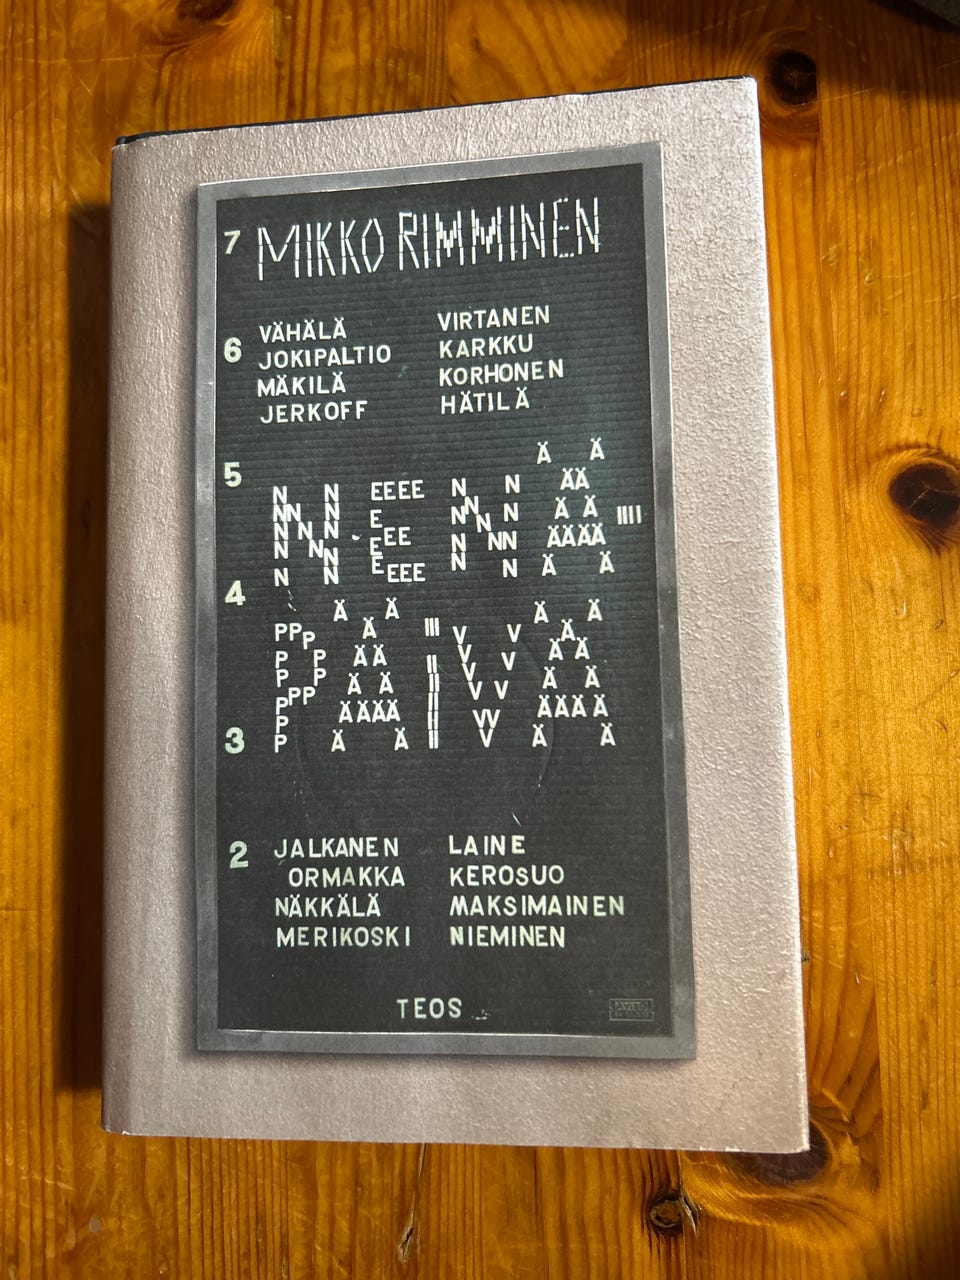 7 MIKKO RIMMINEN
6 VÄHÄLÄ VIRTANEN
JOKIPALTIO KARKKU
MÄKILÄ KORHONEN
JERKOFF HÄTILÄ
5 NENÄ-
4
PÄIVÄ
3
2 JALKANEN LAINE
ORMAKKA KEROSUO
NÄKKÄLÄ MAKSIMAINEN
MERIKOSKI NIEMINEN
TEOS